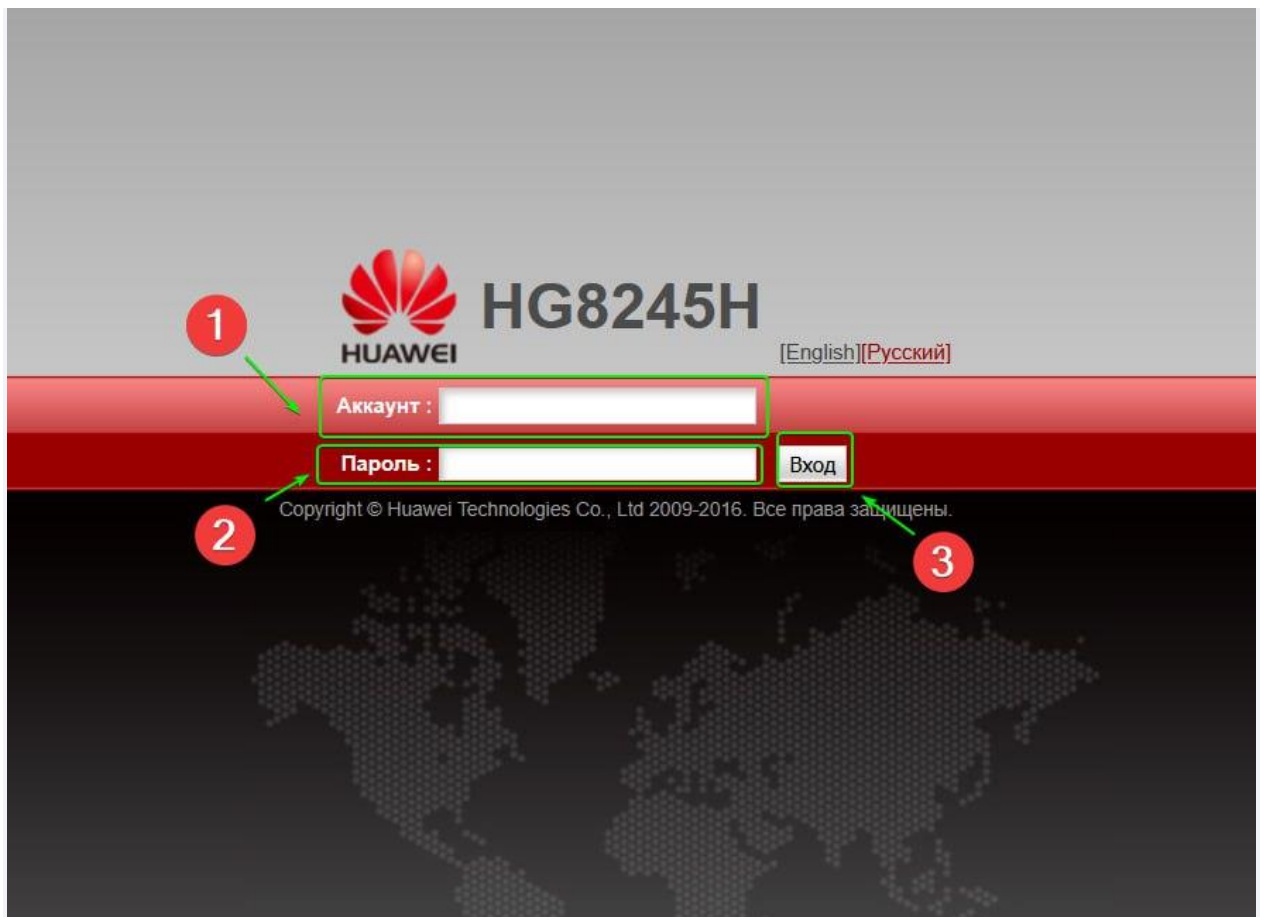 HG8245H
1
HUAWEI
[English][Русский]
Аккаунт :
Пароль :
Вход
Copyright © Huawei Technologies Co., Ltd 2009-2016. Все права защищены.
2
3